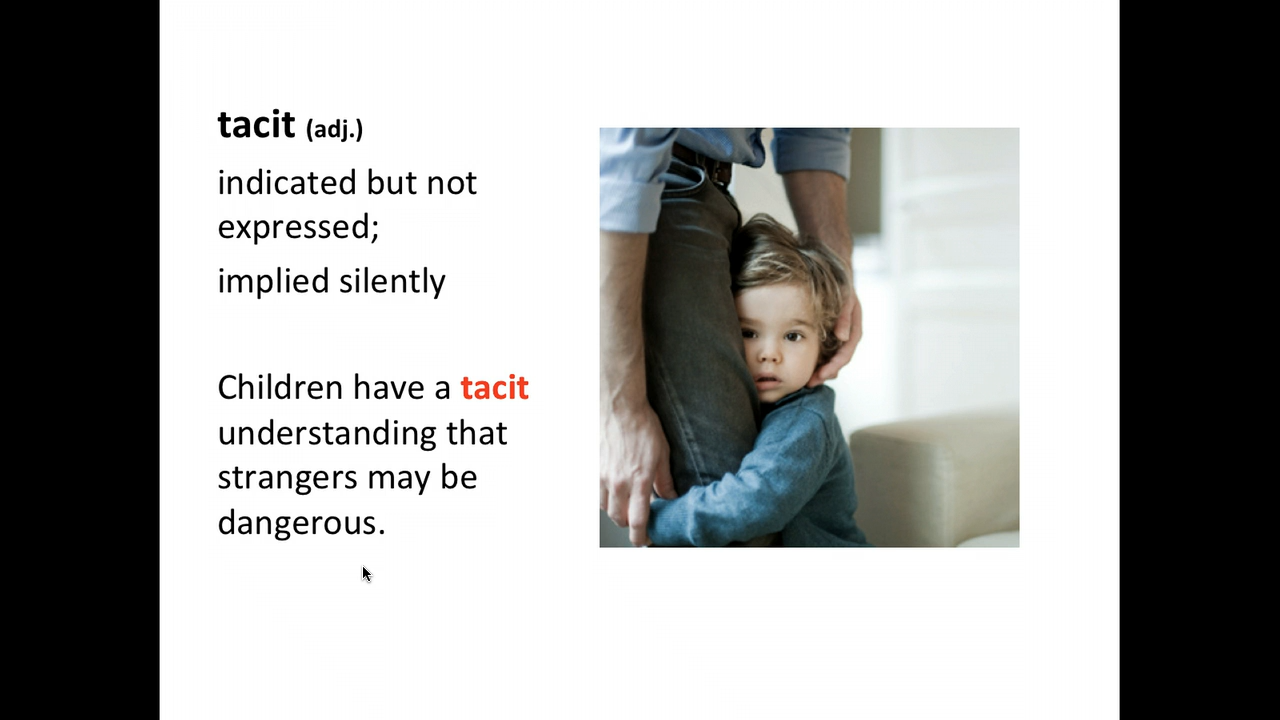 tacit (adj.)
indicated but not
expressed;
implied silently
Children have a tacit
understanding that
strangers may be
dangerous.